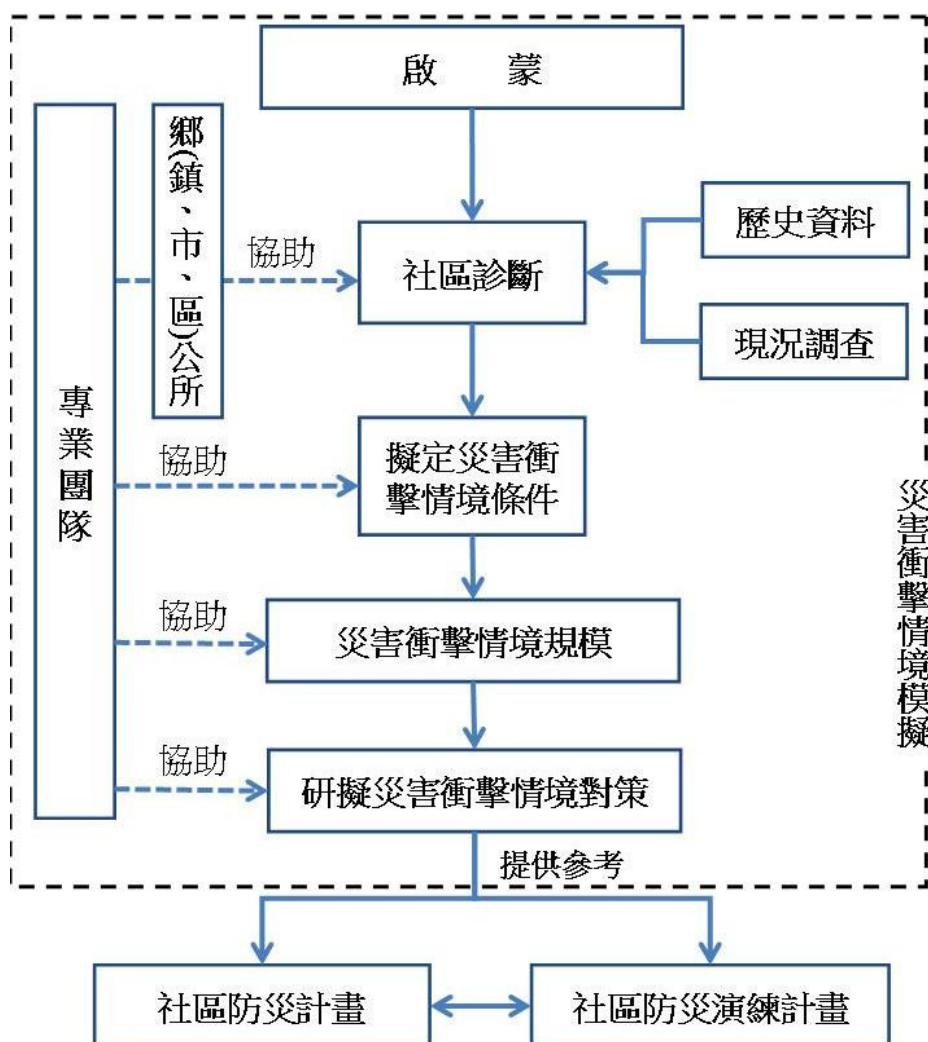 啟　　蒙
鄉(鎮、市、區)公所
協助
社區診斷
歷史資料
現況調查
專業團隊
協助
擬定災害衝
擊情境條件
災害衝擊情境模擬
協助
災害衝擊情境規模
協助
研擬災害衝擊情境對策
提供參考
社區防災計畫
社區防災演練計畫